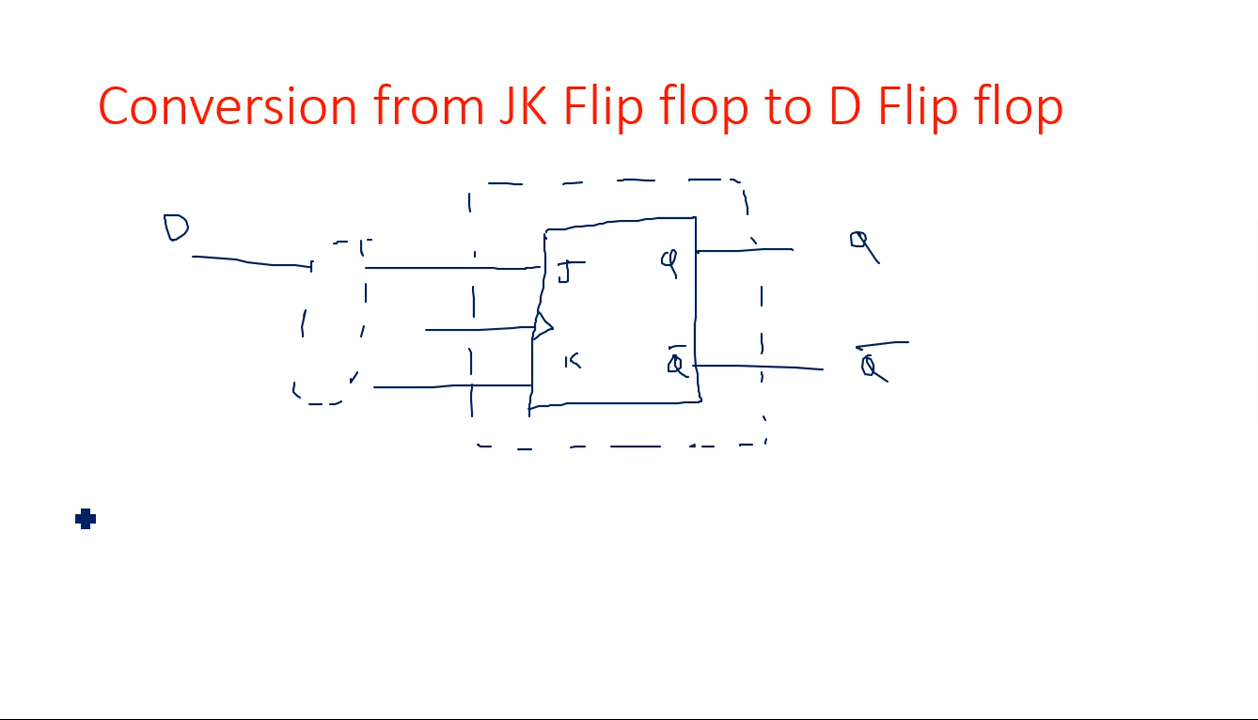 Conversion from JK Flip flop to D Flip flop
D
J Q Q
K Q̅ Q̅